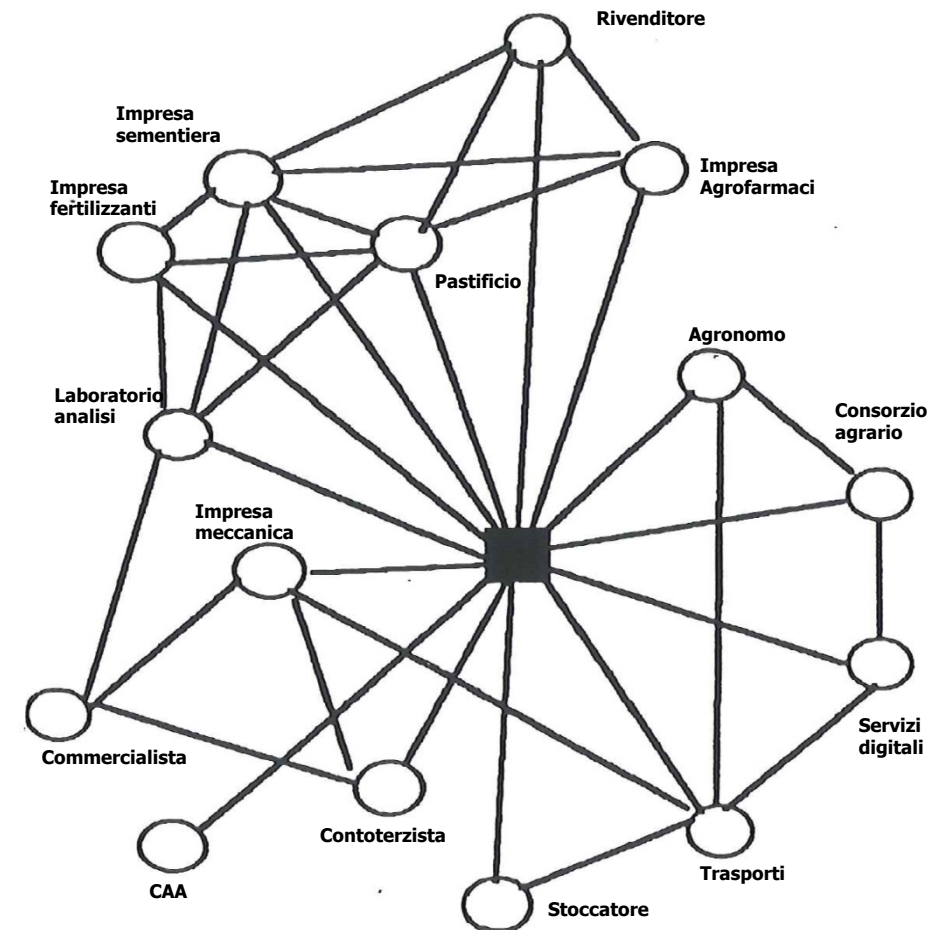 Rivenditore
Impresa
sementiera
Impresa
fertilizzanti
Impresa
Agrofarmaci
Pastificio
Agronomo
Laboratorio
analisi
Consorzio
agrario
Impresa
meccanica
Servizi
digitali
Commercialista
Contoterzista
CAA
Trasporti
Stoccatore